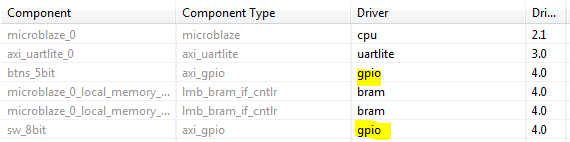 Component Component Type Driver Dri...
microblaze_0 microblaze cpu 2.1
axi_uartlite_0 axi_uartlite uartlite 3.0
btns_5bit axi_gpio gpio 4.0
microblaze_0_local_memory_... lmb_bram_if_cntlr bram 4.0
microblaze_0_local_memory_... lmb_bram_if_cntlr bram 4.0
sw_8bit axi_gpio gpio 4.0